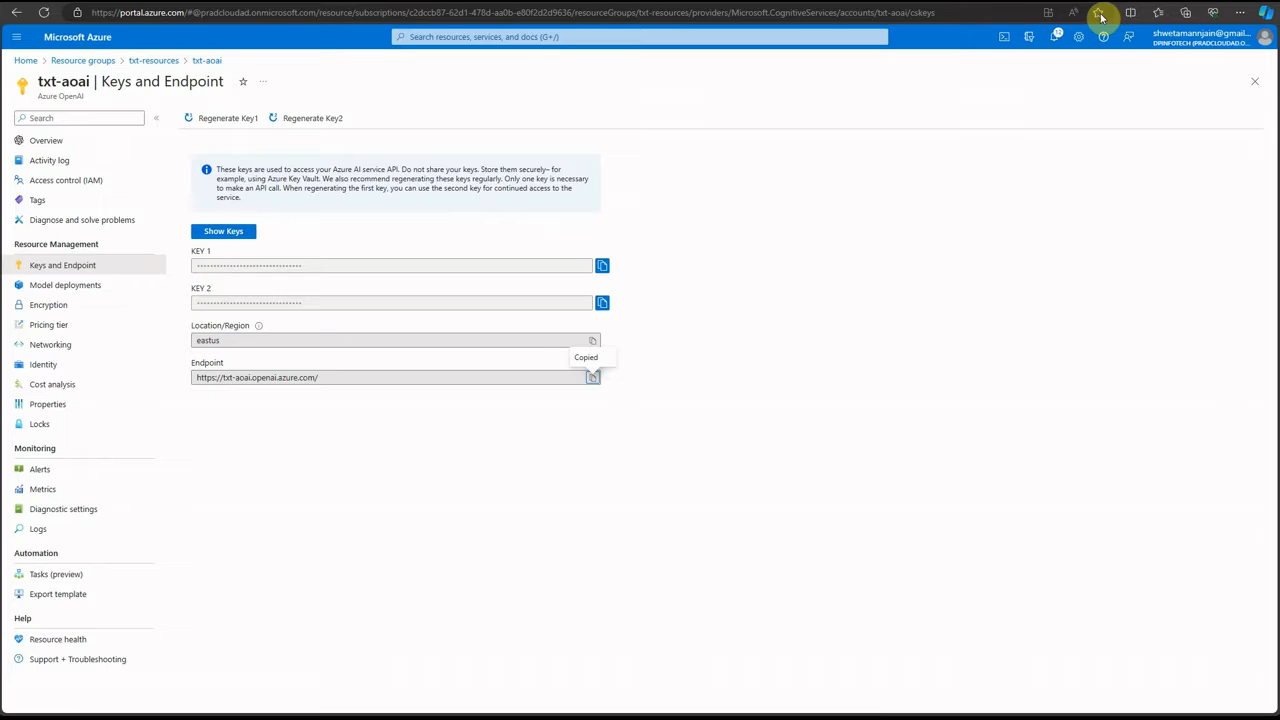 https://portal.azure.com/#@pradcloudad.onmicrosoft.com/resource/subscriptions/c2dccb87-62d1-478d-aa0b-e80f2d2d9636/resourceGroups/txt-resources/providers/Microsoft.CognitiveServices/accounts/txt-aoai/cskeys
Microsoft Azure
Search resources, services, and docs (G+/)
12
shwetamannjain@gmail...
DPINFOTECH (PRADCLOUDAD.O...
Home > Resource groups > txt-resources > txt-aoai
txt-aoai | Keys and Endpoint
Azure OpenAI
Search
Regenerate Key1
Regenerate Key2
Overview
Activity log
Access control (IAM)
Tags
Diagnose and solve problems
Resource Management
Keys and Endpoint
Model deployments
Encryption
Pricing tier
Networking
Identity
Cost analysis
Properties
Locks
Monitoring
Alerts
Metrics
Diagnostic settings
Logs
Automation
Tasks (preview)
Export template
Help
Resource health
Support + Troubleshooting
These keys are used to access your Azure AI service API. Do not share your keys. Store them securely– for
example, using Azure Key Vault. We also recommend regenerating these keys regularly. Only one key is necessary
to make an API call. When regenerating the first key, you can use the second key for continued access to the
service.
Show Keys
KEY 1
KEY 2
Location/Region
eastus
Copied
Endpoint
https://txt-aoai.openai.azure.com/